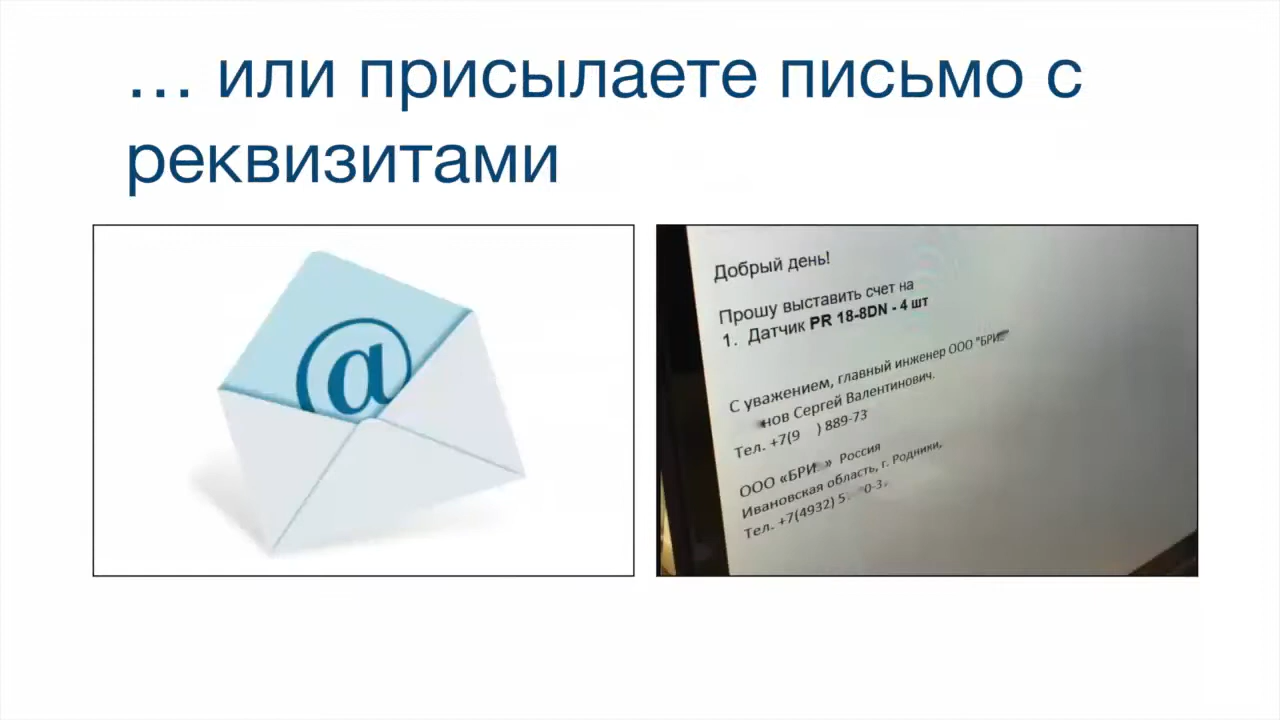 ... или присылаете письмо с
реквизитами
@
Добрый день!
Прошу выставить счет на
1. Датчик PR 18-8DN - 4 шт
С уважением, главный инженер ООО "БРИ
нов Сергей Валентинович.
Тел. +7(9 ) 889-73
ООО «БРИ » Россия
Ивановская область, г. Родники,
Тел. +7(4932) 5 0-3